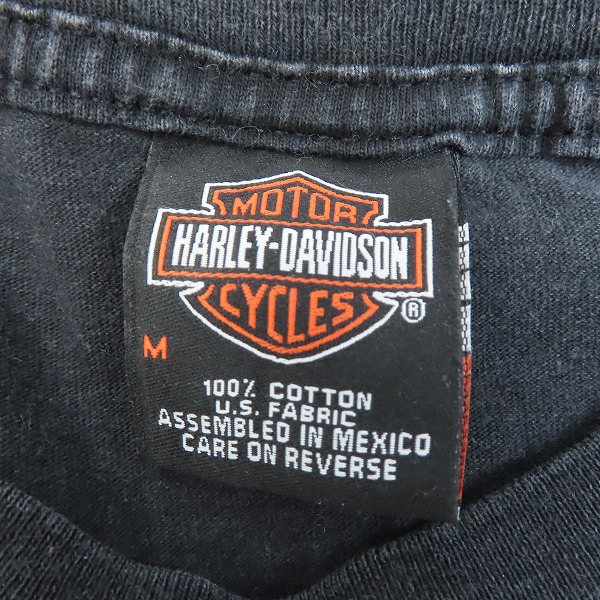 MOTOR
HARLEY-DAVIDSON
CYCLES
®
M
100% COTTON
U.S. FABRIC
ASSEMBLED IN MEXICO
CARE ON REVERSE